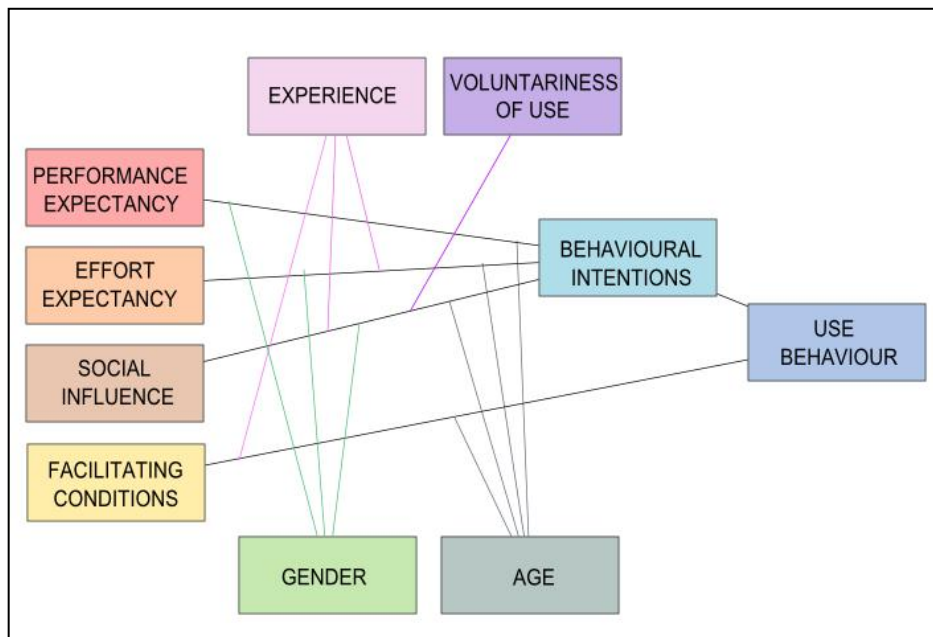 EXPERIENCE
VOLUNTARINESS
OF USE
PERFORMANCE
EXPECTANCY
EFFORT
EXPECTANCY
SOCIAL
INFLUENCE
FACILITATING
CONDITIONS
BEHAVIOURAL
INTENTIONS
USE
BEHAVIOUR
GENDER
AGE